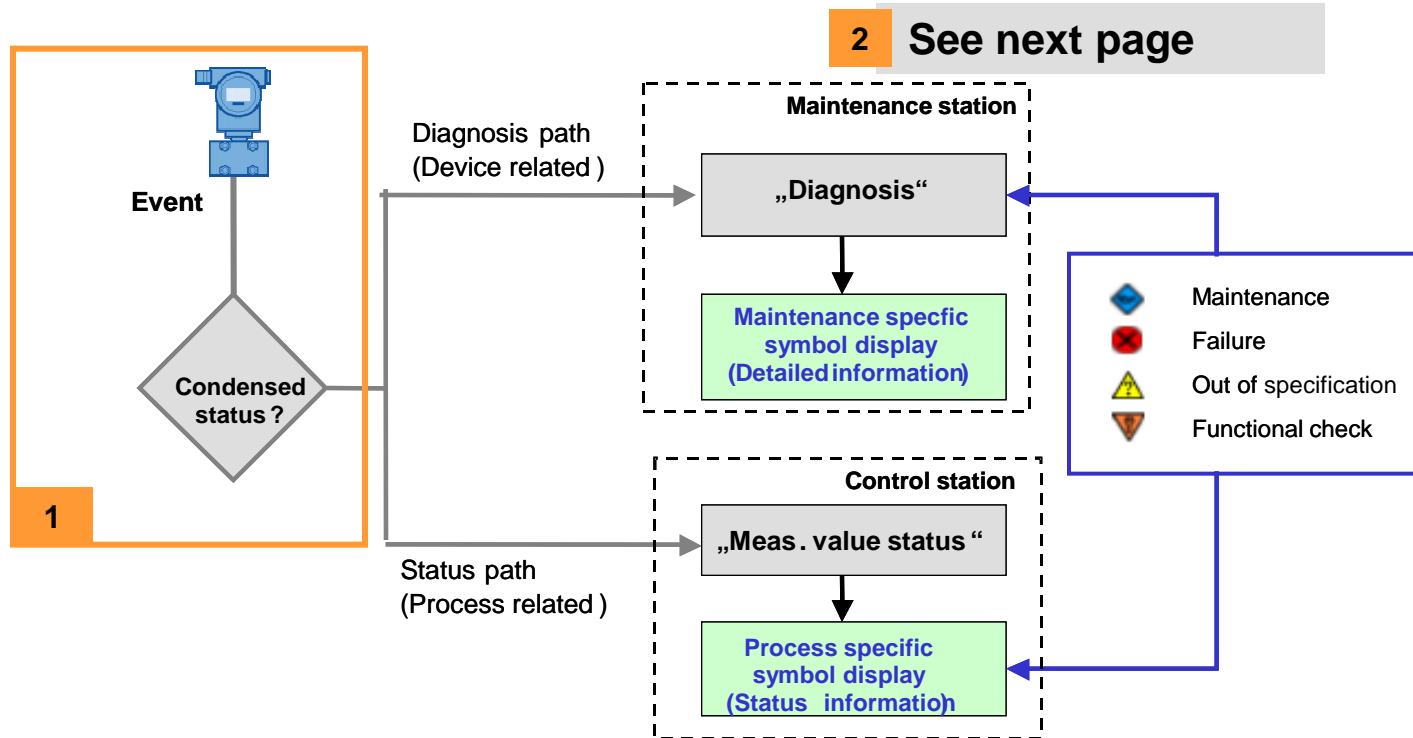 2 See next page
Maintenance station
Diagnosis path
(Device related )
Event
„Diagnosis“
Maintenance specfic
symbol display
(Detailed information)
Condensed
status ?
Maintenance
Failure
Out of specification
Functional check
1
Control station
„Meas. value status “
Status path
(Process related )
Process specific
symbol display
(Status information)